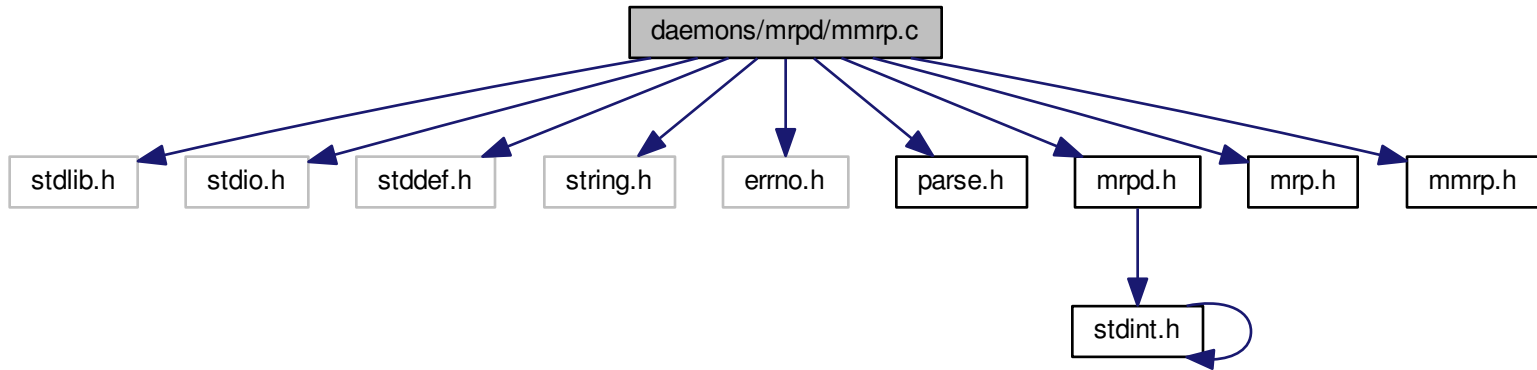 daemons/mrpd/mmrp.c
stdlib.h
stdio.h
stddef.h
string.h
errno.h
parse.h
mrpd.h
mrp.h
mmrp.h
stdint.h